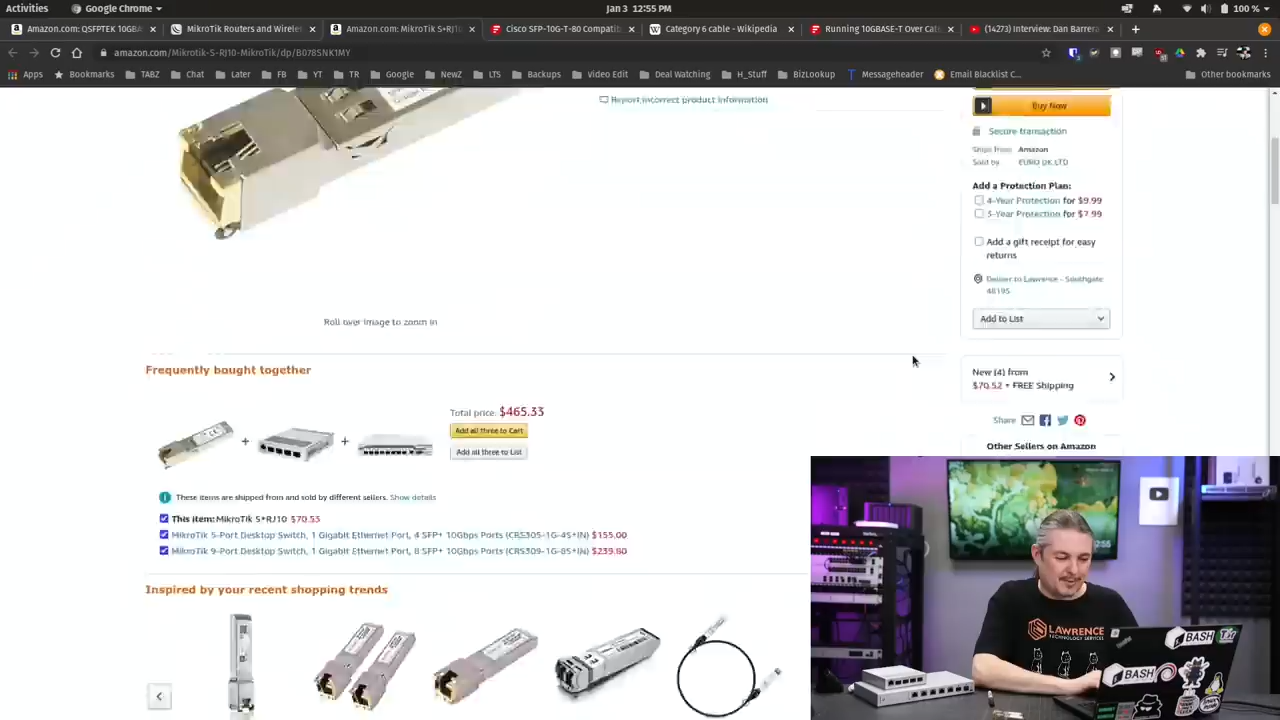 Activities
Google Chrome
Jan 3 12:55 PM
100 %
Amazon.com: QSFPTEK 10GBA
MikroTik Routers and Wirele
Amazon.com: MikroTik S+RJ10
Cisco SFP-10G-T-80 Compatib
Category 6 cable - Wikipedia
Running 10GBASE-T Over Cat
(14273) Interview: Dan Barrera
amazon.com/Mikrotik-S-RJ10-MikroTik/dp/B078SNK1MY
Apps
Bookmarks
TABZ
Chat
Later
FB
YT
TR
Google
NewZ
LTS
Backups
Video Edit
Deal Watching
H_Stuff
BizLookup
Messageheader
Email Blacklist C...
Other bookmarks
Report incorrect product information
Buy Now
Secure transaction
Ships from Amazon
Sold by EURO DK LTD
Add a Protection Plan:
4-Year Protection for $9.99
3-Year Protection for $7.99
Add a gift receipt for easy
returns
Deliver to Lawrence - Southgate
48195
Add to List
Roll over image to zoom in
Frequently bought together
New (4) from
$70.52 + FREE Shipping
Total price: $465.33
Add all three to Cart
Add all three to List
Share
Other Sellers on Amazon
These items are shipped from and sold by different sellers. Show details
This item: MikroTik S+RJ10 $70.53
MikroTik 5-Port Desktop Switch, 1 Gigabit Ethernet Port, 4 SFP+ 10Gbps Ports (CRS305-1G-4S+IN) $155.00
MikroTik 9-Port Desktop Switch, 1 Gigabit Ethernet Port, 8 SFP+ 10Gbps Ports (CRS309-1G-8S+IN) $239.80
Inspired by your recent shopping trends
LAWRENCE
TECHNOLOGY SERVICES
BASH
BASH